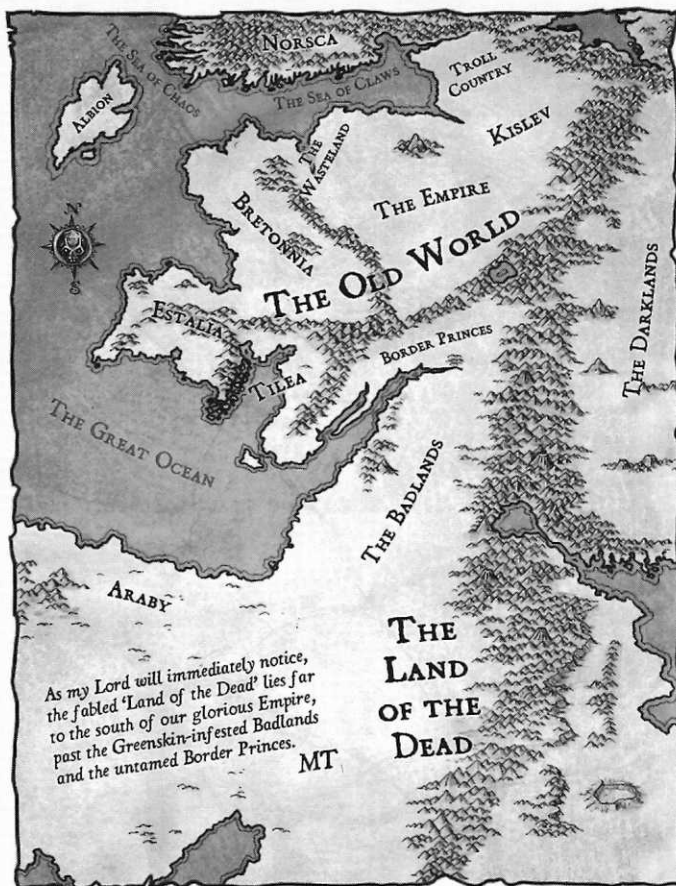 Norsca
The Sea of Chaos
The Sea of Claws
Troll
Country
Albion
Kislev
The
Wasteland
The Empire
Bretonnia
N
S
The Old World
Estalia
Border Princes
The Darklands
Tilea
The Great Ocean
The Badlands
Araby
The
Land
of the
Dead
As my Lord will immediately notice,
the fabled ‘Land of the Dead’ lies far
to the south of our glorious Empire,
past the Greenskin-infested Badlands
and the untamed Border Princes.
MT